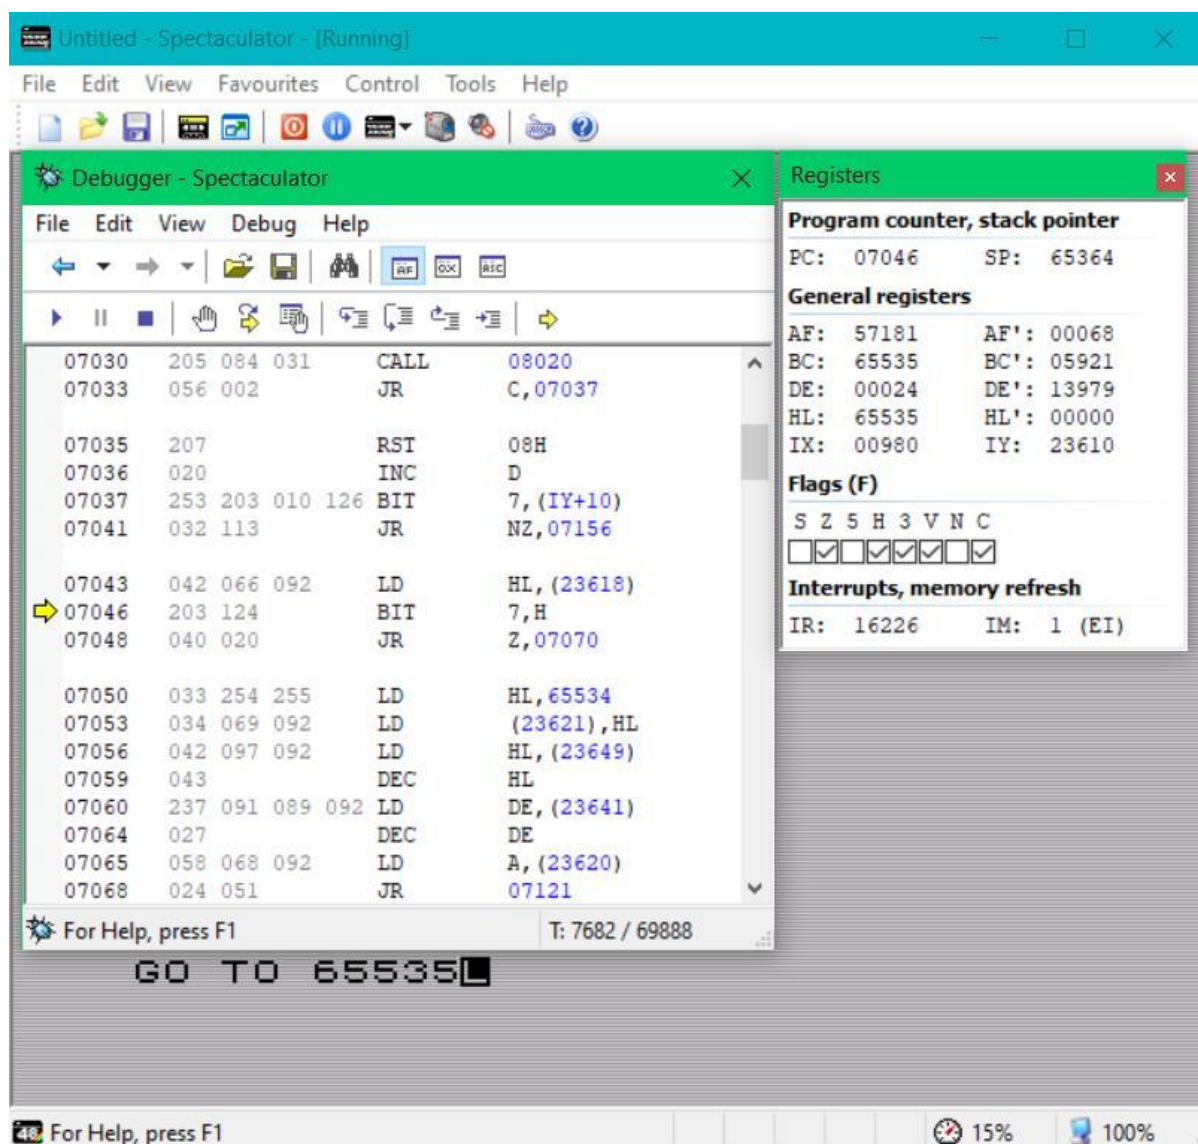 Untitled - Spectaculator - [Running]
File Edit View Favourites Control Tools Help
Debugger - Spectaculator
File Edit View Debug Help
07030 205 084 031 CALL 08020
07033 056 002 JR C,07037
07035 207 RST 08H
07036 020 INC D
07037 253 203 010 126 BIT 7,(IY+10)
07041 032 113 JR NZ,07156
07043 042 066 092 LD HL,(23618)
07046 203 124 BIT 7,H
07048 040 020 JR Z,07070
07050 033 254 255 LD HL,65534
07053 034 069 092 LD (23621),HL
07056 042 097 092 LD HL,(23649)
07059 043 DEC HL
07060 237 091 089 092 LD DE,(23641)
07064 027 DEC DE
07065 058 068 092 LD A,(23620)
07068 024 051 JR 07121
For Help, press F1 T: 7682 / 69888
Registers
Program counter, stack pointer
PC: 07046 SP: 65364
General registers
AF: 57181 AF': 00068
BC: 65535 BC': 05921
DE: 00024 DE': 13979
HL: 65535 HL': 00000
IX: 00980 IY: 23610
Flags (F)
S Z 5 H 3 V N C
Interrupts, memory refresh
IR: 16226 IM: 1 (EI)
GO TO 65535L
48 For Help, press F1 15% 100%